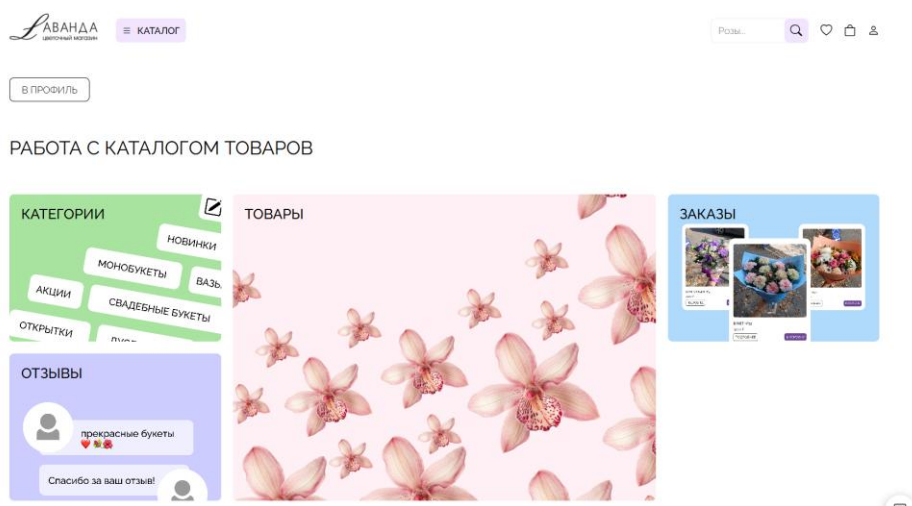 ЛАВАНДА
цветочный магазин
≡ КАТАЛОГ
Розы...
В ПРОФИЛЬ
РАБОТА С КАТАЛОГОМ ТОВАРОВ
КАТЕГОРИИ
НОВИНКИ
МОНОБУКЕТЫ
ВАЗЫ
АКЦИИ
СВАДЕБНЫЕ БУКЕТЫ
ОТКРЫТКИ
ТОВАРЫ
ЗАКАЗЫ
ОТЗЫВЫ
прекрасные букеты
❤️💐🌺
Спасибо за ваш отзыв!